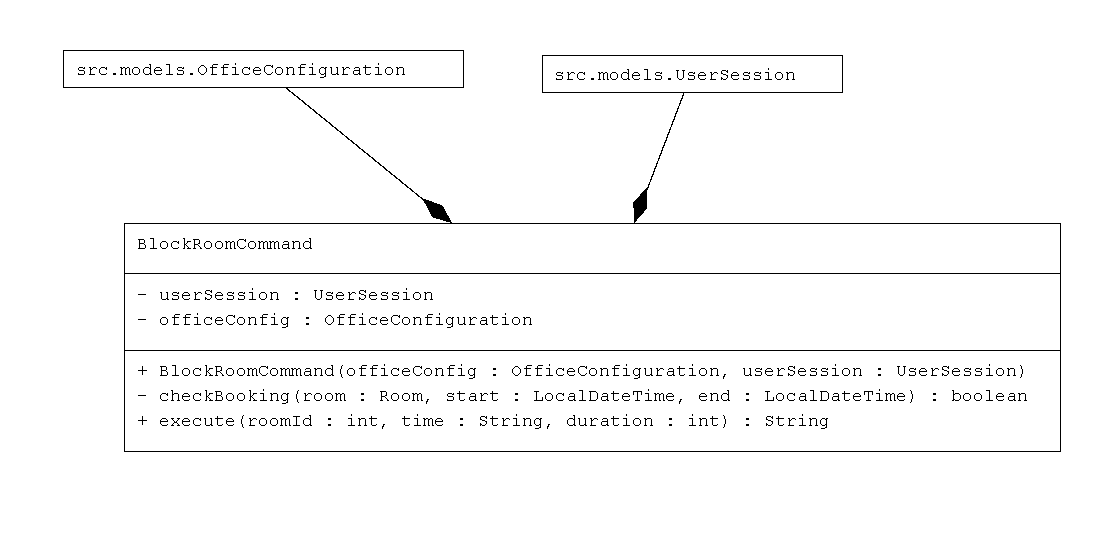 src.models.OfficeConfiguration
src.models.UserSession
BlockRoomCommand
- userSession : UserSession
- officeConfig : OfficeConfiguration
+ BlockRoomCommand(officeConfig : OfficeConfiguration, userSession : UserSession)
- checkBooking(room : Room, start : LocalDateTime, end : LocalDateTime) : boolean
+ execute(roomId : int, time : String, duration : int) : String